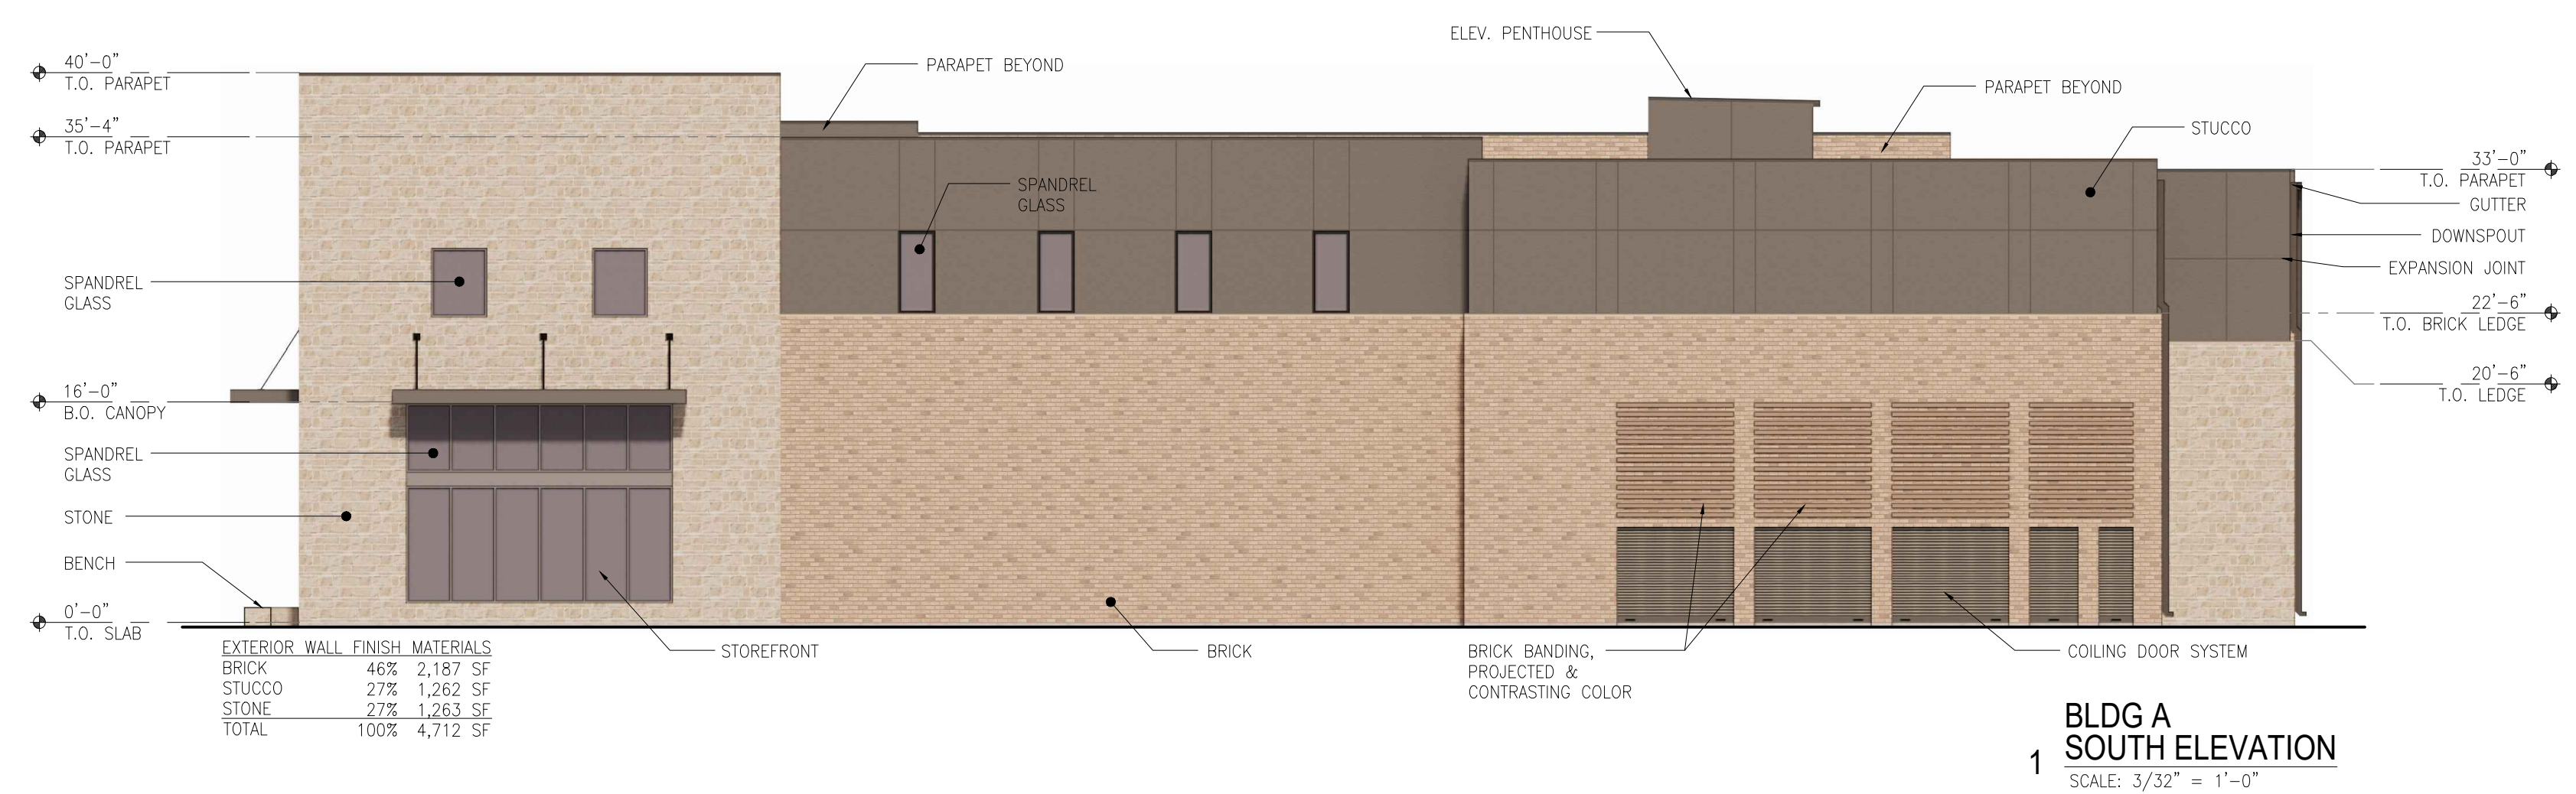 ELEV. PENTHOUSE
40'-0"
T.O. PARAPET
PARAPET BEYOND
PARAPET BEYOND
35'-4"
T.O. PARAPET
STUCCO
33'-0"
T.O. PARAPET
SPANDREL
GLASS
GUTTER
DOWNSPOUT
EXPANSION JOINT
SPANDREL
GLASS
22'-6"
T.O. BRICK LEDGE
20'-6"
T.O. LEDGE
16'-0"
B.O. CANOPY
SPANDREL
GLASS
STONE
BENCH
0'-0"
T.O. SLAB
STOREFRONT
BRICK
BRICK BANDING,
PROJECTED &
CONTRASTING COLOR
COILING DOOR SYSTEM
EXTERIOR WALL FINISH MATERIALS
BRICK 46% 2,187 SF
STUCCO 27% 1,262 SF
STONE 27% 1,263 SF
TOTAL 100% 4,712 SF
1
BLDG A
SOUTH ELEVATION
SCALE: 3/32" = 1'-0"